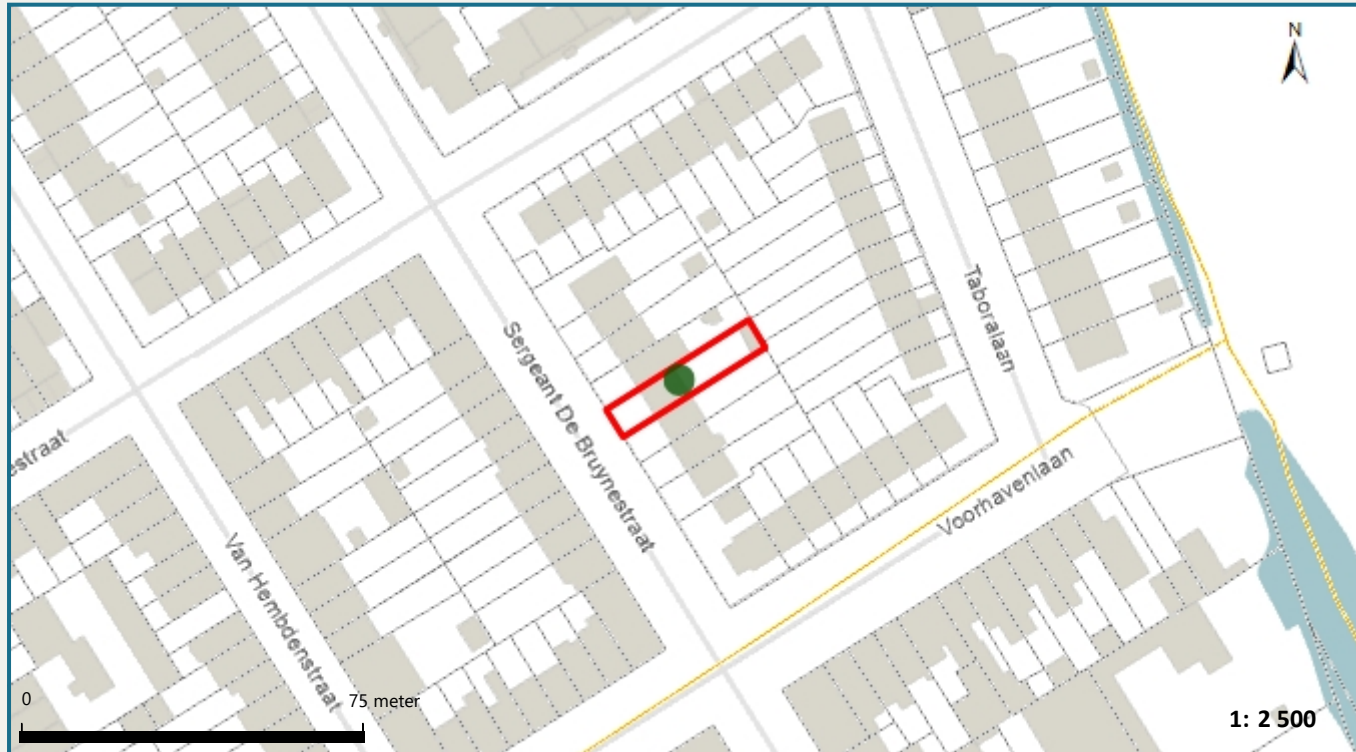 N
Sergeant De Bruynestraat
Taboralaan
Voorhavenlaan
estraat
Van Hembdenstraat
0
75 meter
1: 2 500